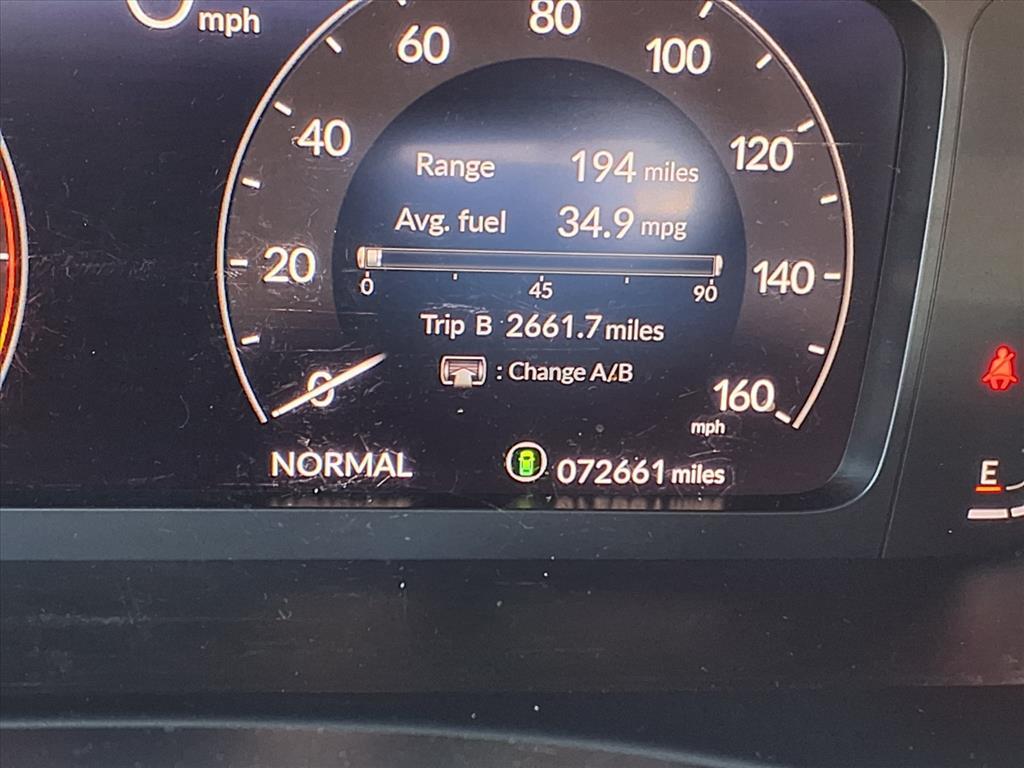 mph
80
60
100
40
120
Range 194 miles
Avg. fuel 34.9 mpg
20
140
0 45 90
Trip B 2661.7 miles
: Change A/B
0
160
mph
NORMAL
072661 miles
E